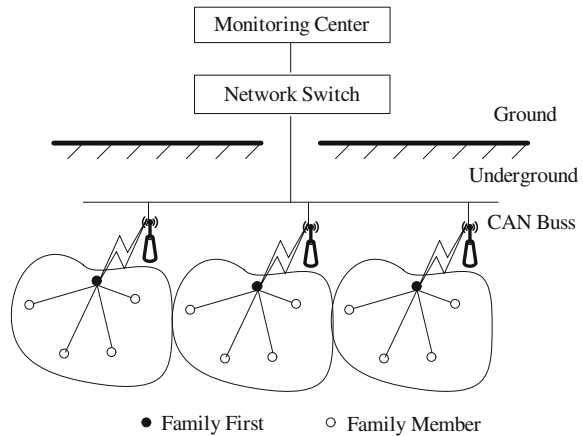 Monitoring Center
Network Switch
Ground
Underground
CAN Buss
Family First
Family Member